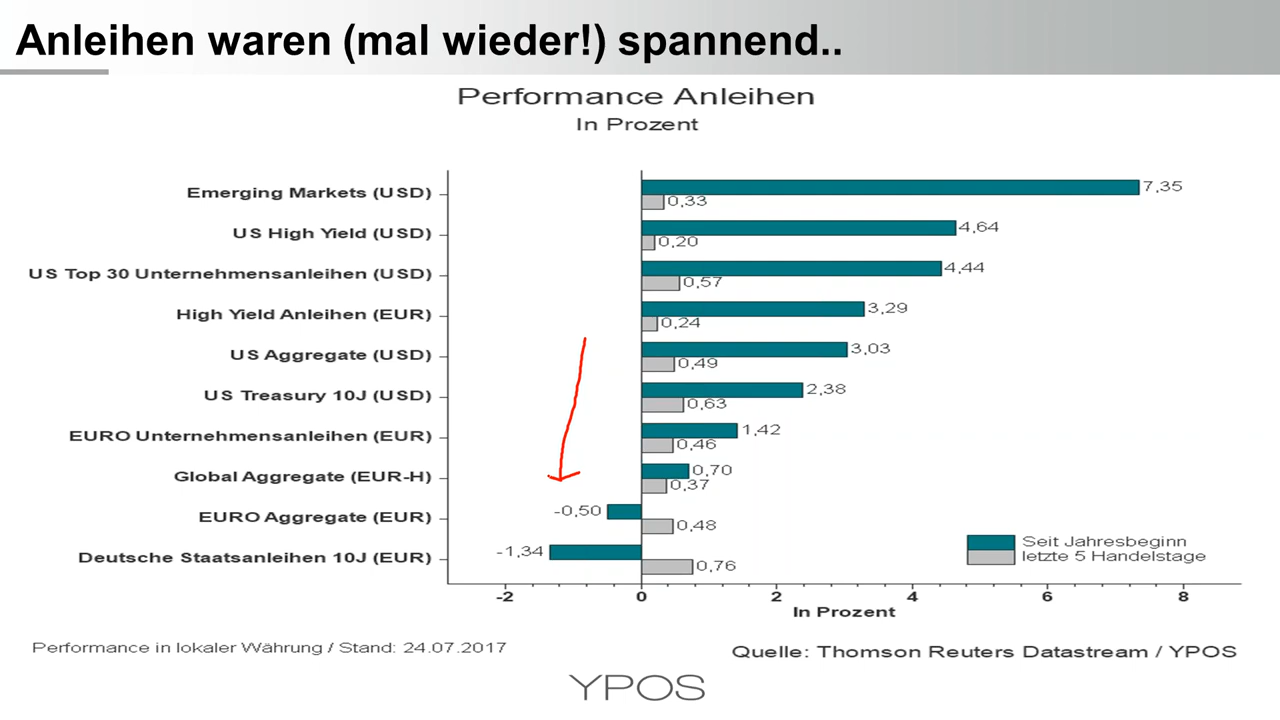 Anleihen waren (mal wieder!) spannend..
Performance Anleihen
In Prozent
Emerging Markets (USD)
7,35
0,33
US High Yield (USD)
4,64
0,20
US Top 30 Unternehmensanleihen (USD)
4,44
0,57
High Yield Anleihen (EUR)
3,29
0,24
US Aggregate (USD)
3,03
0,49
US Treasury 10J (USD)
2,38
0,63
EURO Unternehmensanleihen (EUR)
1,42
0,46
Global Aggregate (EUR-H)
0,70
0,37
EURO Aggregate (EUR)
-0,50
0,48
Deutsche Staatsanleihen 10J (EUR)
-1,34
0,76
Seit Jahresbeginn
letzte 5 Handelstage
-2 0 2 4 6 8
In Prozent
Performance in lokaler Währung / Stand: 24.07.2017
Quelle: Thomson Reuters Datastream / YPOS
YPOS